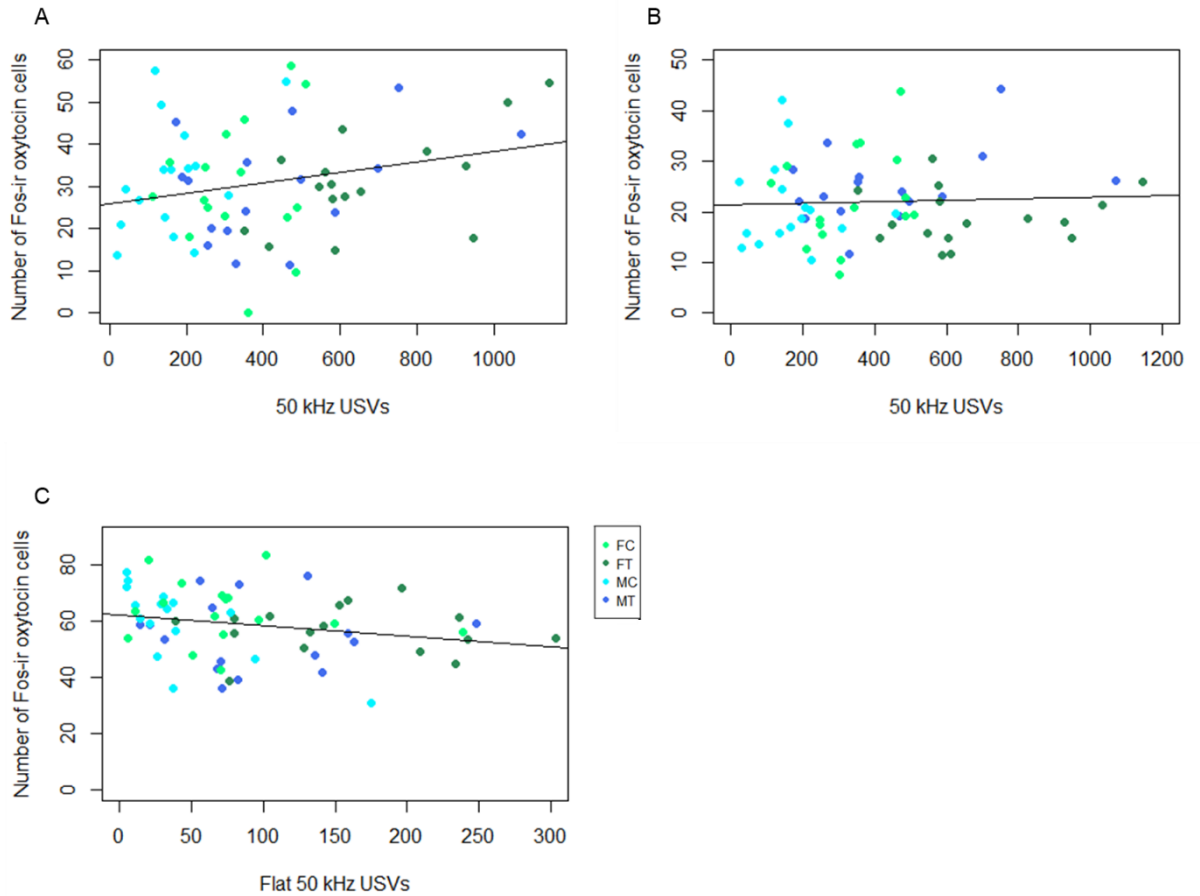 A
Number of Fos-ir oxytocin cells
60
50
40
30
20
10
0
0 200 400 600 800 1000
50 kHz USVs
B
Number of Fos-ir oxytocin cells
50
40
30
20
10
0
0 200 400 600 800 1000 1200
50 kHz USVs
C
Number of Fos-ir oxytocin cells
80
60
40
20
0
0 50 100 150 200 250 300
Flat 50 kHz USVs
FC
FT
MC
MT